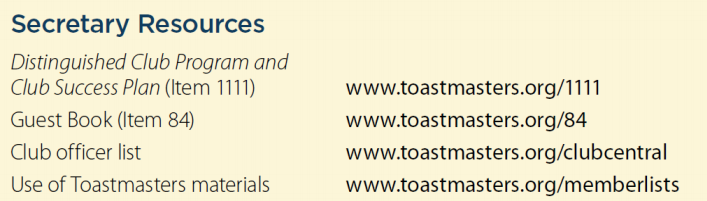 Secretary Resources
Distinguished Club Program and
Club Success Plan (Item 1111) www.toastmasters.org/1111
Guest Book (Item 84) www.toastmasters.org/84
Club officer list www.toastmasters.org/clubcentral
Use of Toastmasters materials www.toastmasters.org/memberlists